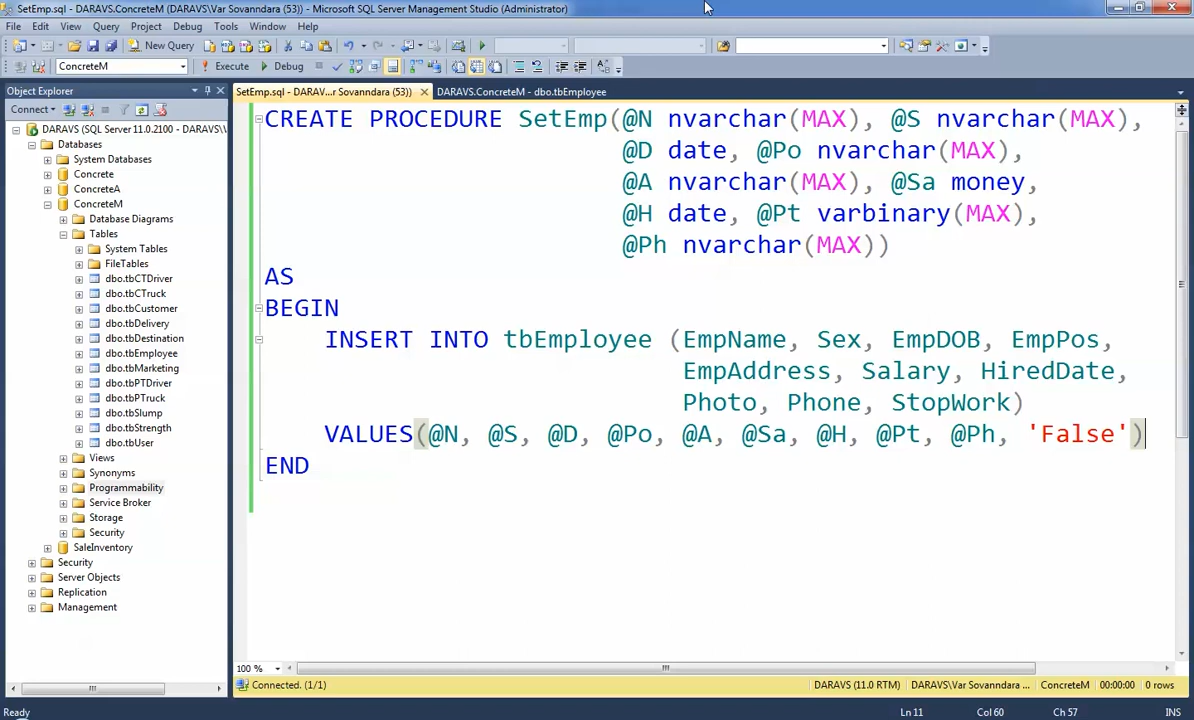 SetEmp.sql - DARAVS.ConcreteM (DARAVS\Var Sovanndara (53)) - Microsoft SQL Server Management Studio (Administrator)
File Edit View Query Project Debug Tools Window Help
New Query
ConcreteM Execute Debug
Object Explorer
SetEmp.sql - DARAV...r Sovanndara (53)) DARAVS.ConcreteM - dbo.tbEmployee
Connect
DARAVS (SQL Server 11.0.2100 - DARAVS\V
Databases
System Databases
Concrete
ConcreteA
ConcreteM
Database Diagrams
Tables
System Tables
FileTables
dbo.tbCTDriver
dbo.tbCTruck
dbo.tbCustomer
dbo.tbDelivery
dbo.tbDestination
dbo.tbEmployee
dbo.tbMarketing
dbo.tbPTDriver
dbo.tbPTruck
dbo.tbSlump
dbo.tbStrength
dbo.tbUser
Views
Synonyms
Programmability
Service Broker
Storage
Security
SaleInventory
Security
Server Objects
Management
CREATE PROCEDURE SetEmp(@N nvarchar(MAX), @S nvarchar(MAX),
@D date, @Po nvarchar(MAX),
@A nvarchar(MAX), @Sa money,
@H date, @Pt varbinary(MAX),
@Ph nvarchar(MAX))
AS
BEGIN
INSERT INTO tbEmployee (EmpName, Sex, EmpDOB, EmpPos,
EmpAddress, Salary, HiredDate,
Photo, Phone, StopWork)
VALUES(@N, @S, @D, @Po, @A, @Sa, @H, @Pt, @Ph, 'False')
END
100 %
Connected. (1/1) DARAVS (11.0 RTM) DARAVS\Var Sovanndara ... ConcreteM 00:00:00 0 rows
Ready Ln 11 Col 60 Ch 57 INS